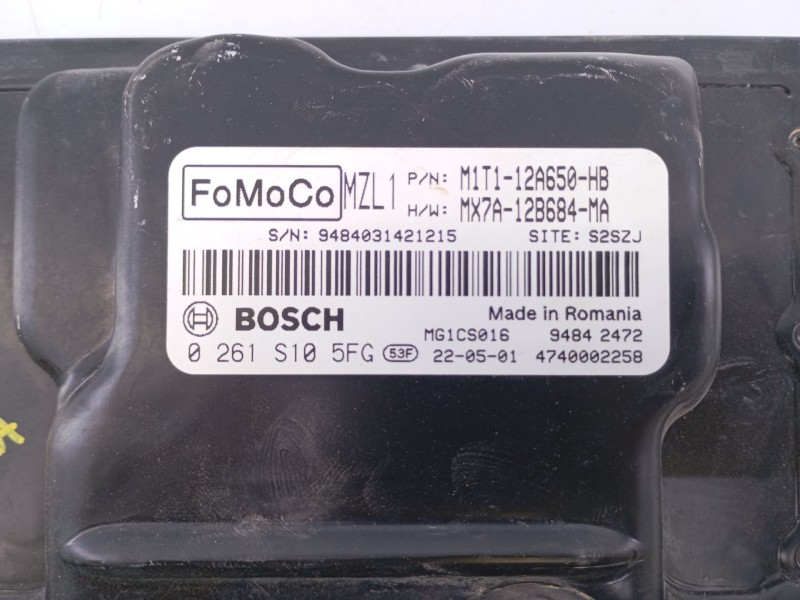 FoMoCo MZL1 P/N: M1T1-12A650-HB
H/W: MX7A-12B684-MA
S/N: 9484031421215 SITE: S2SZJ
BOSCH Made in Romania
MG1CS016 9484 2472
0 261 S10 5FG 53F 22-05-01 4740002258